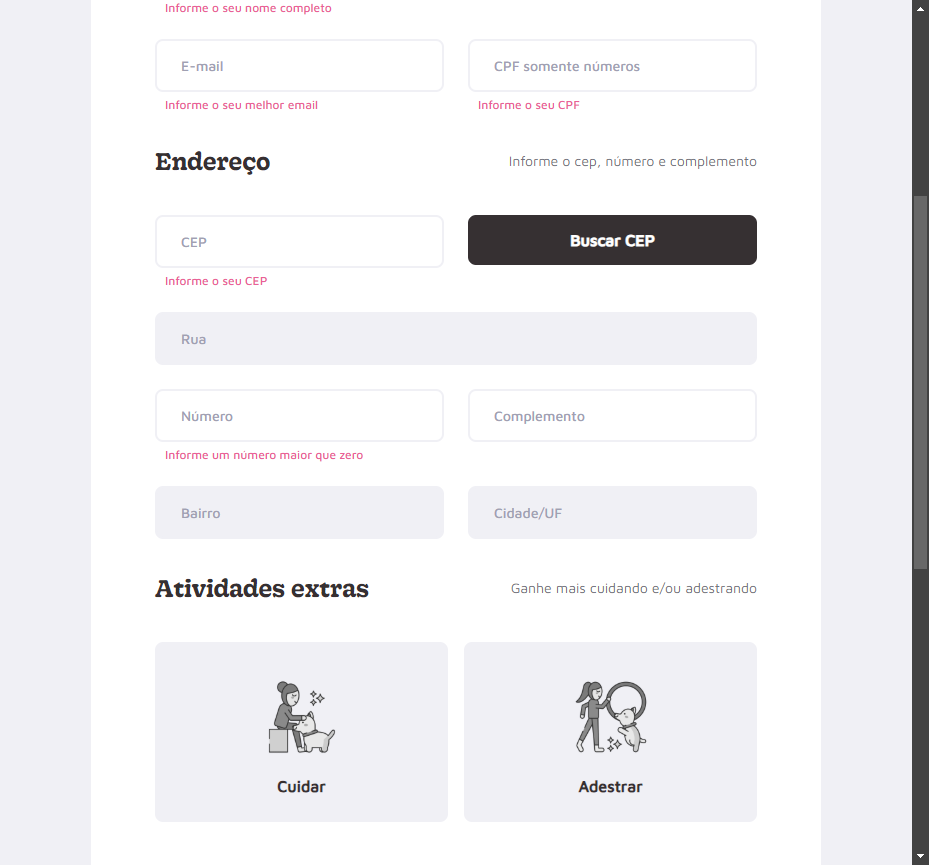 Informe o seu nome completo
E-mail
CPF somente números
Informe o seu melhor email
Informe o seu CPF
Endereço
Informe o cep, número e complemento
CEP
Buscar CEP
Informe o seu CEP
Rua
Número
Complemento
Informe um número maior que zero
Bairro
Cidade/UF
Atividades extras
Ganhe mais cuidando e/ou adestrando
Cuidar
Adestrar